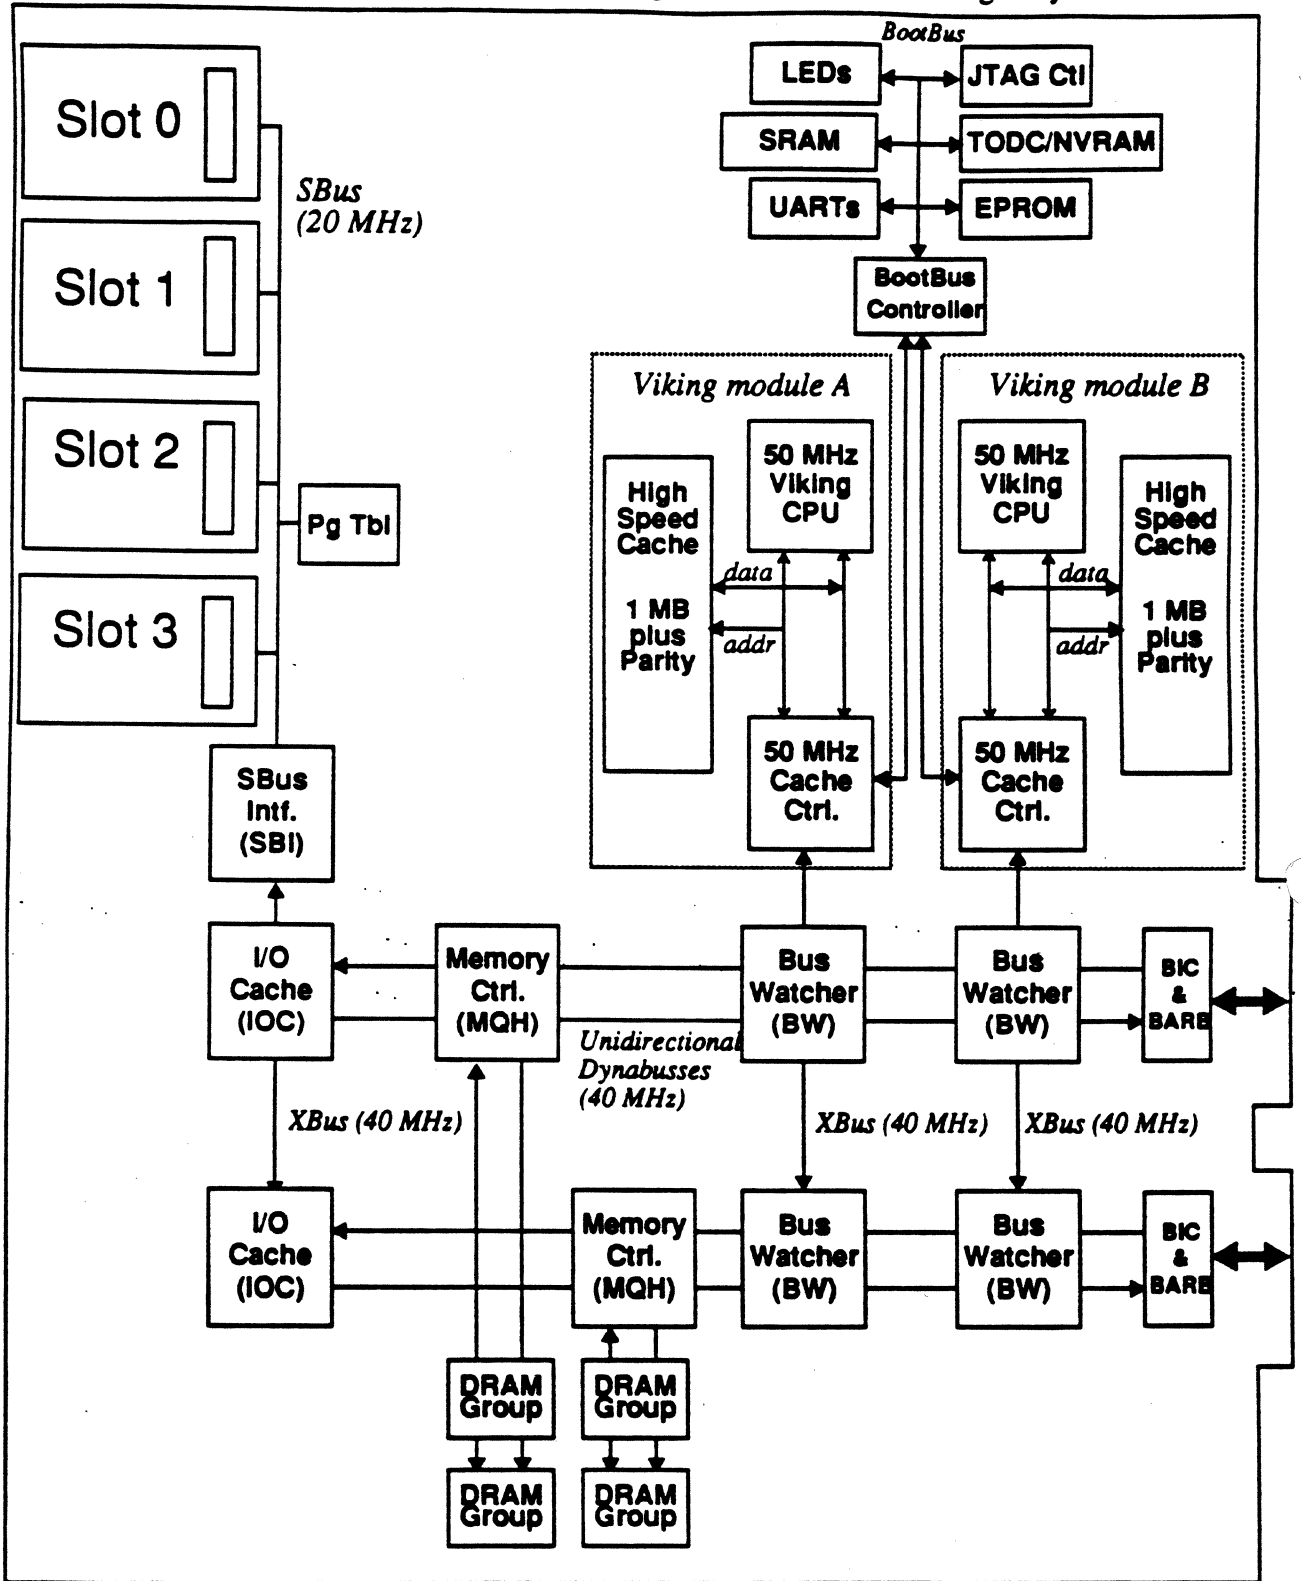 BootBus
LEDs
JTAG Ctl
SRAM
TODC/NVRAM
UARTs
EPROM
BootBus
Controller
Slot 0
SBus
(20 MHz)
Slot 1
Slot 2
Pg Tbl
Slot 3
Viking module A
50 MHz
Viking
CPU
High
Speed
Cache
1 MB
plus
Parity
data
addr
50 MHz
Cache
Ctrl.
Viking module B
50 MHz
Viking
CPU
High
Speed
Cache
1 MB
plus
Parity
data
addr
50 MHz
Cache
Ctrl.
SBus
Intf.
(SBI)
I/O
Cache
(IOC)
Memory
Ctrl.
(MQH)
Bus
Watcher
(BW)
Bus
Watcher
(BW)
BIC
&
BARB
Unidirectional
Dynabusses
(40 MHz)
XBus (40 MHz)
XBus (40 MHz)
XBus (40 MHz)
I/O
Cache
(IOC)
Memory
Ctrl.
(MQH)
Bus
Watcher
(BW)
Bus
Watcher
(BW)
BIC
&
BARB
DRAM
Group
DRAM
Group
DRAM
Group
DRAM
Group